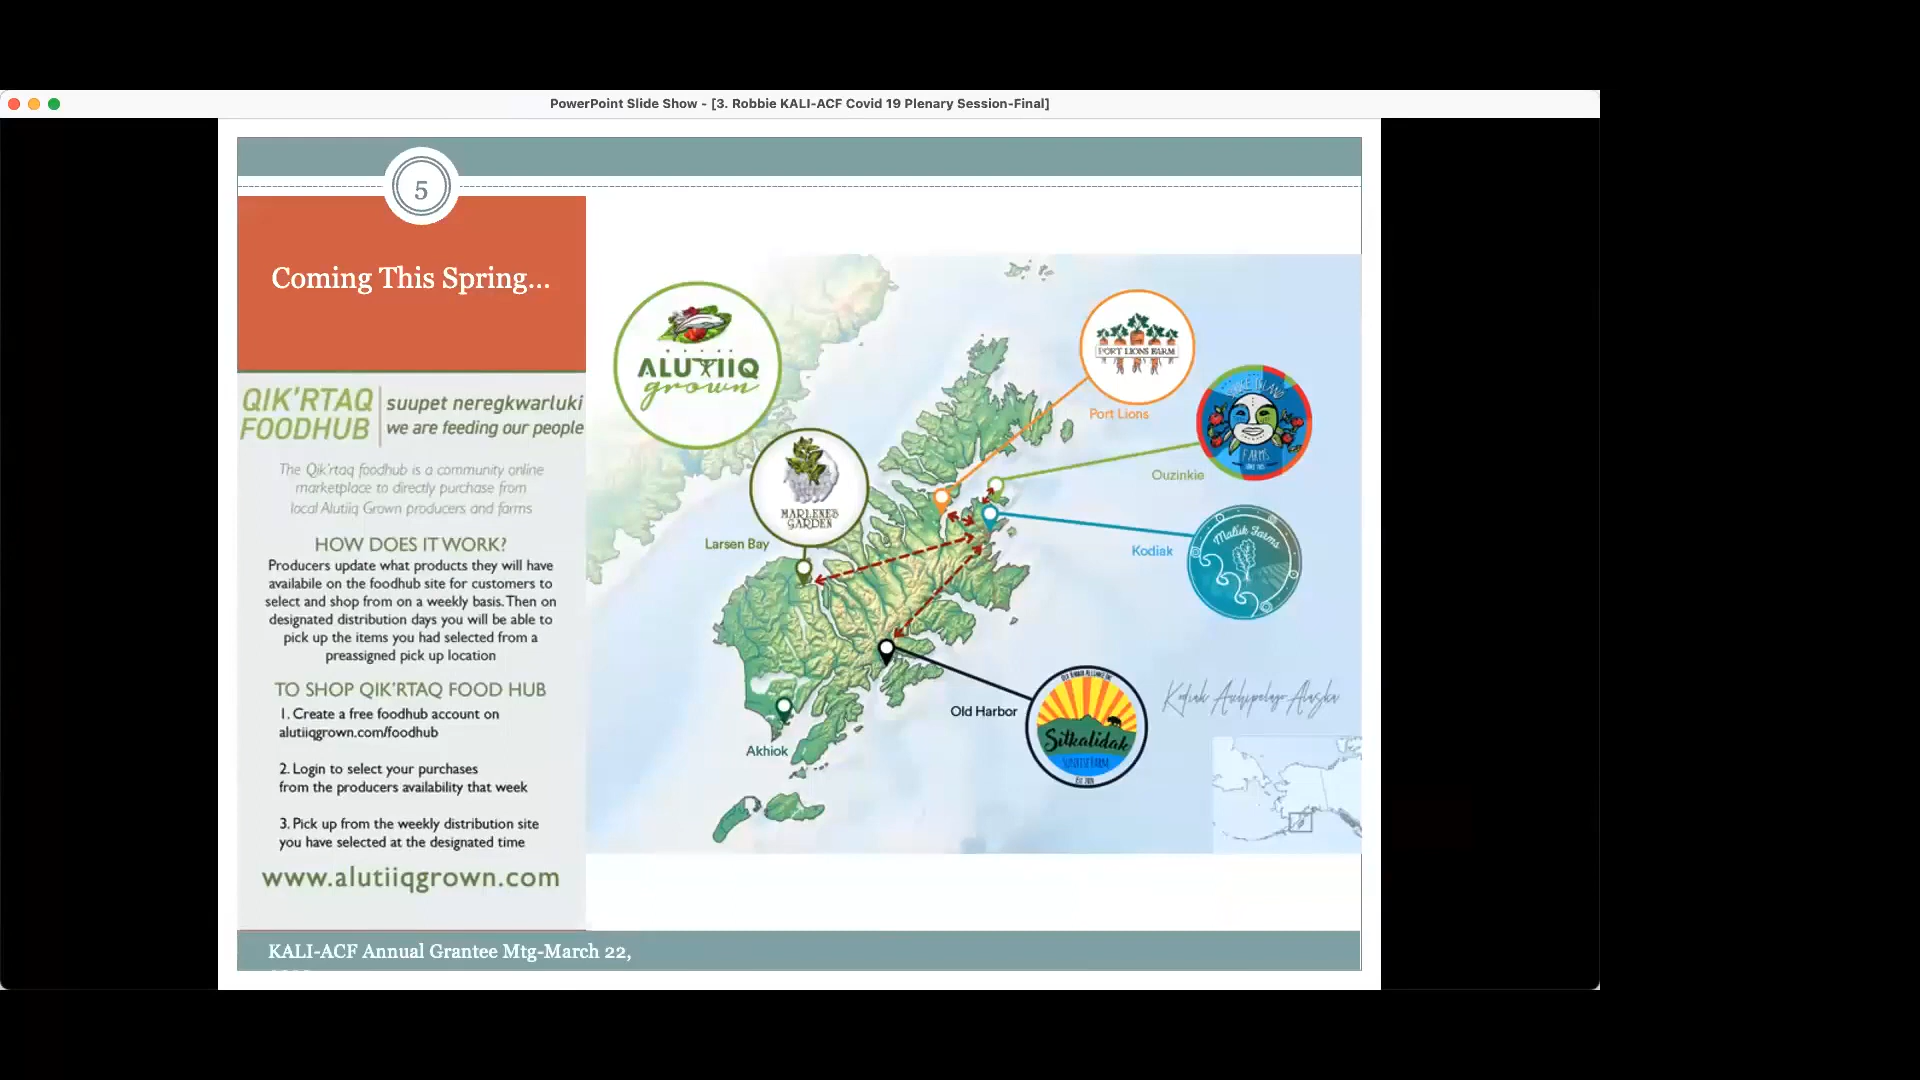 PowerPoint Slide Show - [3. Robbie KALI-ACF Covid 19 Plenary Session-Final]
5
Coming This Spring...
QIK'RTAQ
FOODHUB
suupet neregkwarluki
we are feeding our people
The Qik'rtaq foodhub is a community online
marketplace to directly purchase from
local Alutiiq Grown producers and farms
HOW DOES IT WORK?
Producers update what products they will have
available on the foodhub site for customers to
select and shop from on a weekly basis. Then on
designated distribution days you will be able to
pick up the items you had selected from a
preassigned pick up location
TO SHOP QIK'RTAQ FOOD HUB
1. Create a free foodhub account on
alutiiqgrown.com/foodhub
2. Login to select your purchases
from the producers availability that week
3. Pick up from the weekly distribution site
you have selected at the designated time
www.alutiiqgrown.com
KALI-ACF Annual Grantee Mtg-March 22,
ALUTIIQ
grown
PORT LIONS FARM
Port Lions
ISLAND
FARMS
Ouzinkie
MARLENE'S
GARDEN
Larsen Bay
Maluk Farms
Kodiak
Old Harbor
Sitkalidak
SUNRISE FARM
Akhiok
Kodiak Archipelago Alaska